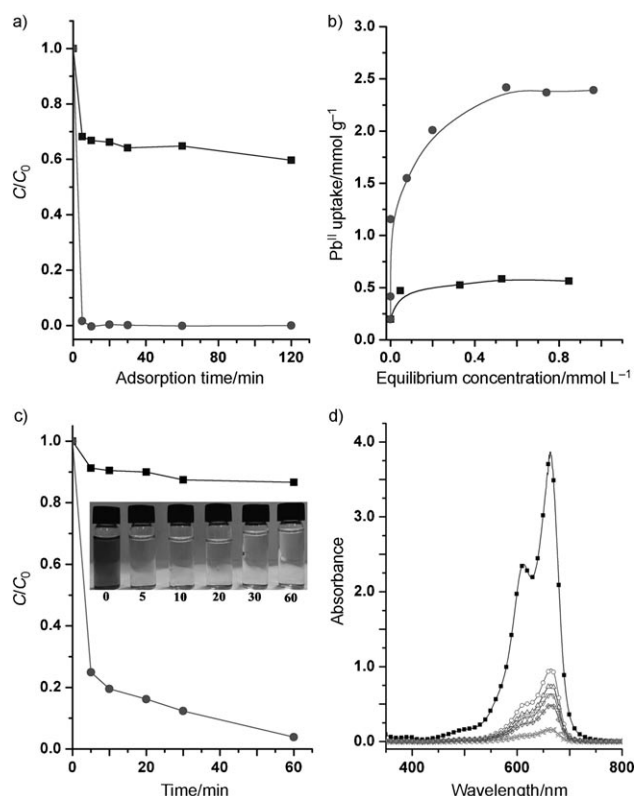 a)
1.0
0.8
0.6
0.4
0.2
0.0
C/C₀
0 40 80 120
Adsorption time/min
b)
3.0
2.5
2.0
1.5
1.0
0.5
0.0
Pbᴵᴵ uptake/mmol g⁻¹
0.0 0.4 0.8
Equilibrium concentration/mmol L⁻¹
c)
1.0
0.8
0.6
0.4
0.2
0.0
C/C₀
0 5 10 20 30 60
0 20 40 60
Time/min
d)
4.0
3.0
2.0
1.0
0.0
Absorbance
400 600 800
Wavelength/nm